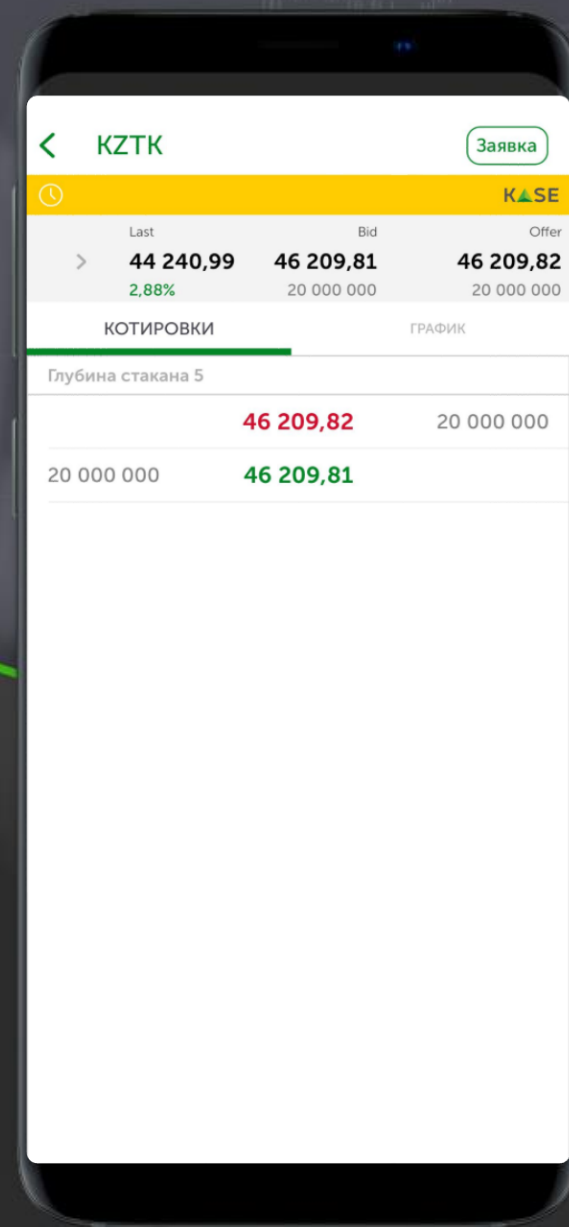 KZTK Заявка
KASE
Last Bid Offer
44 240,99 46 209,81 46 209,82
2,88% 20 000 000 20 000 000
КОТИРОВКИ ГРАФИК
Глубина стакана 5
46 209,82 20 000 000
20 000 000 46 209,81